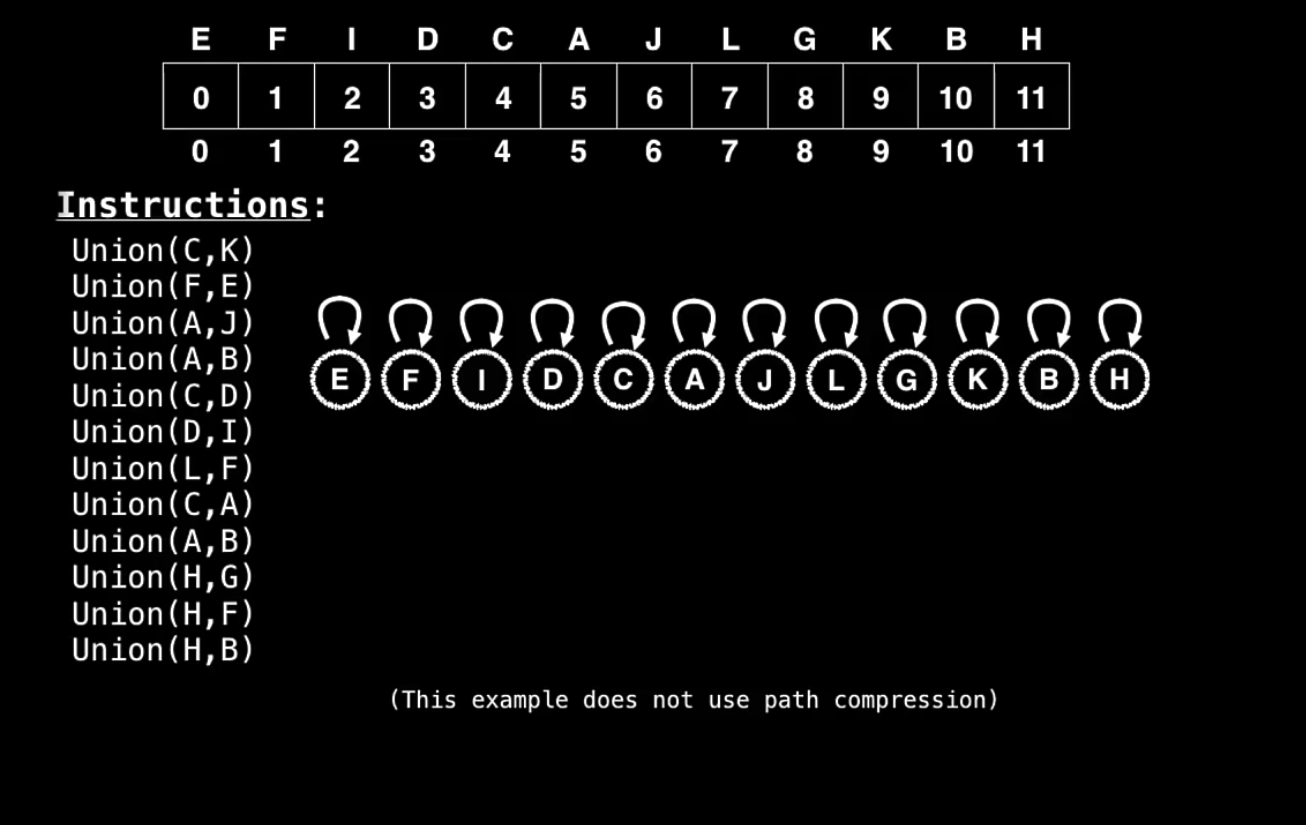 E F I D C A J L G K B H
0 1 2 3 4 5 6 7 8 9 10 11
0 1 2 3 4 5 6 7 8 9 10 11
Instructions:
Union(C,K)
Union(F,E)
Union(A,J)
Union(A,B)
Union(C,D)
Union(D,I)
Union(L,F)
Union(C,A)
Union(A,B)
Union(H,G)
Union(H,F)
Union(H,B)
E F I D C A J L G K B H
(This example does not use path compression)